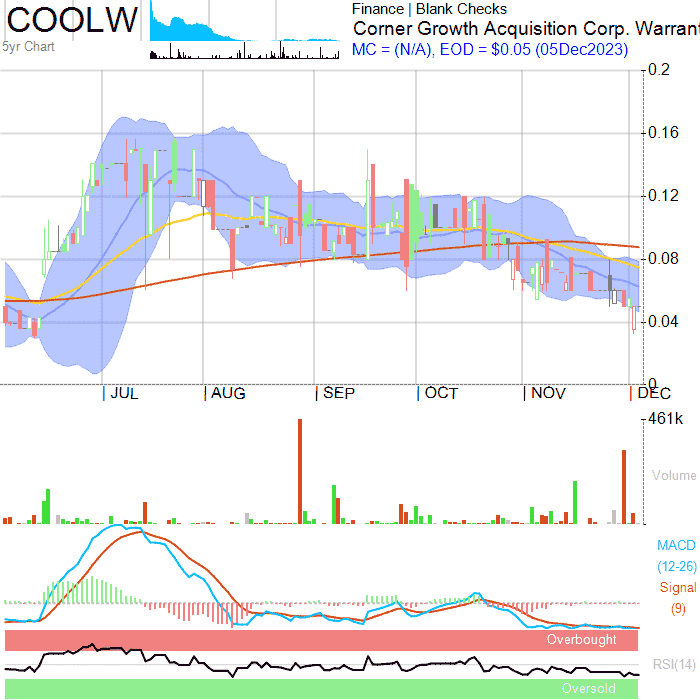 COOLW
5yr Chart
Finance | Blank Checks
Corner Growth Acquisition Corp. Warrant
MC = (N/A), EOD = $0.05 (05Dec2023)
0.2
0.16
0.12
0.08
0.04
0
JUL
AUG
SEP
OCT
NOV
DEC
461k
Volume
MACD
(12-26)
Signal
(9)
Overbought
RSI(14)
Oversold